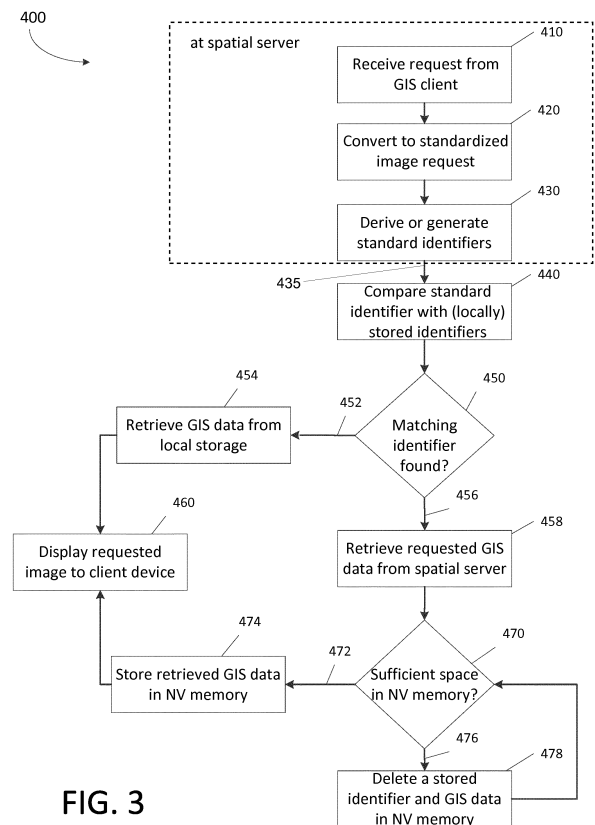 400
at spatial server
410
Receive request from
GIS client
420
Convert to standardized
image request
430
Derive or generate
standard identifiers
435
440
Compare standard
identifier with (locally)
stored identifiers
450
Matching
identifier
found?
452
454
Retrieve GIS data from
local storage
456
458
Retrieve requested GIS
data from spatial server
460
Display requested
image to client device
470
Sufficient space
in NV memory?
472
474
Store retrieved GIS data
in NV memory
476
478
Delete a stored
identifier and GIS data
in NV memory
FIG. 3